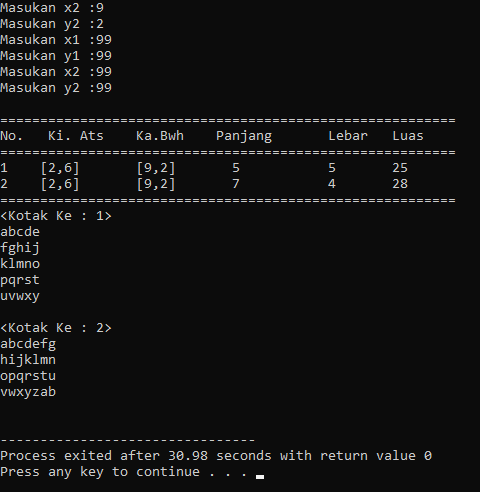 Masukan x2 :9
Masukan y2 :2
Masukan x1 :99
Masukan y1 :99
Masukan x2 :99
Masukan y2 :99
=========================================================
No.   Ki. Ats    Ka.Bwh    Panjang       Lebar   Luas
=========================================================
1    [2,6]       [9,2]       5           5       25
2    [2,6]       [9,2]       7           4       28
=========================================================
<Kotak Ke : 1>
abcde
fghij
klmno
pqrst
uvwxy
<Kotak Ke : 2>
abcdefg
hijklmn
opqrstu
vwxyzab
--------------------------------
Process exited after 30.98 seconds with return value 0
Press any key to continue . . .